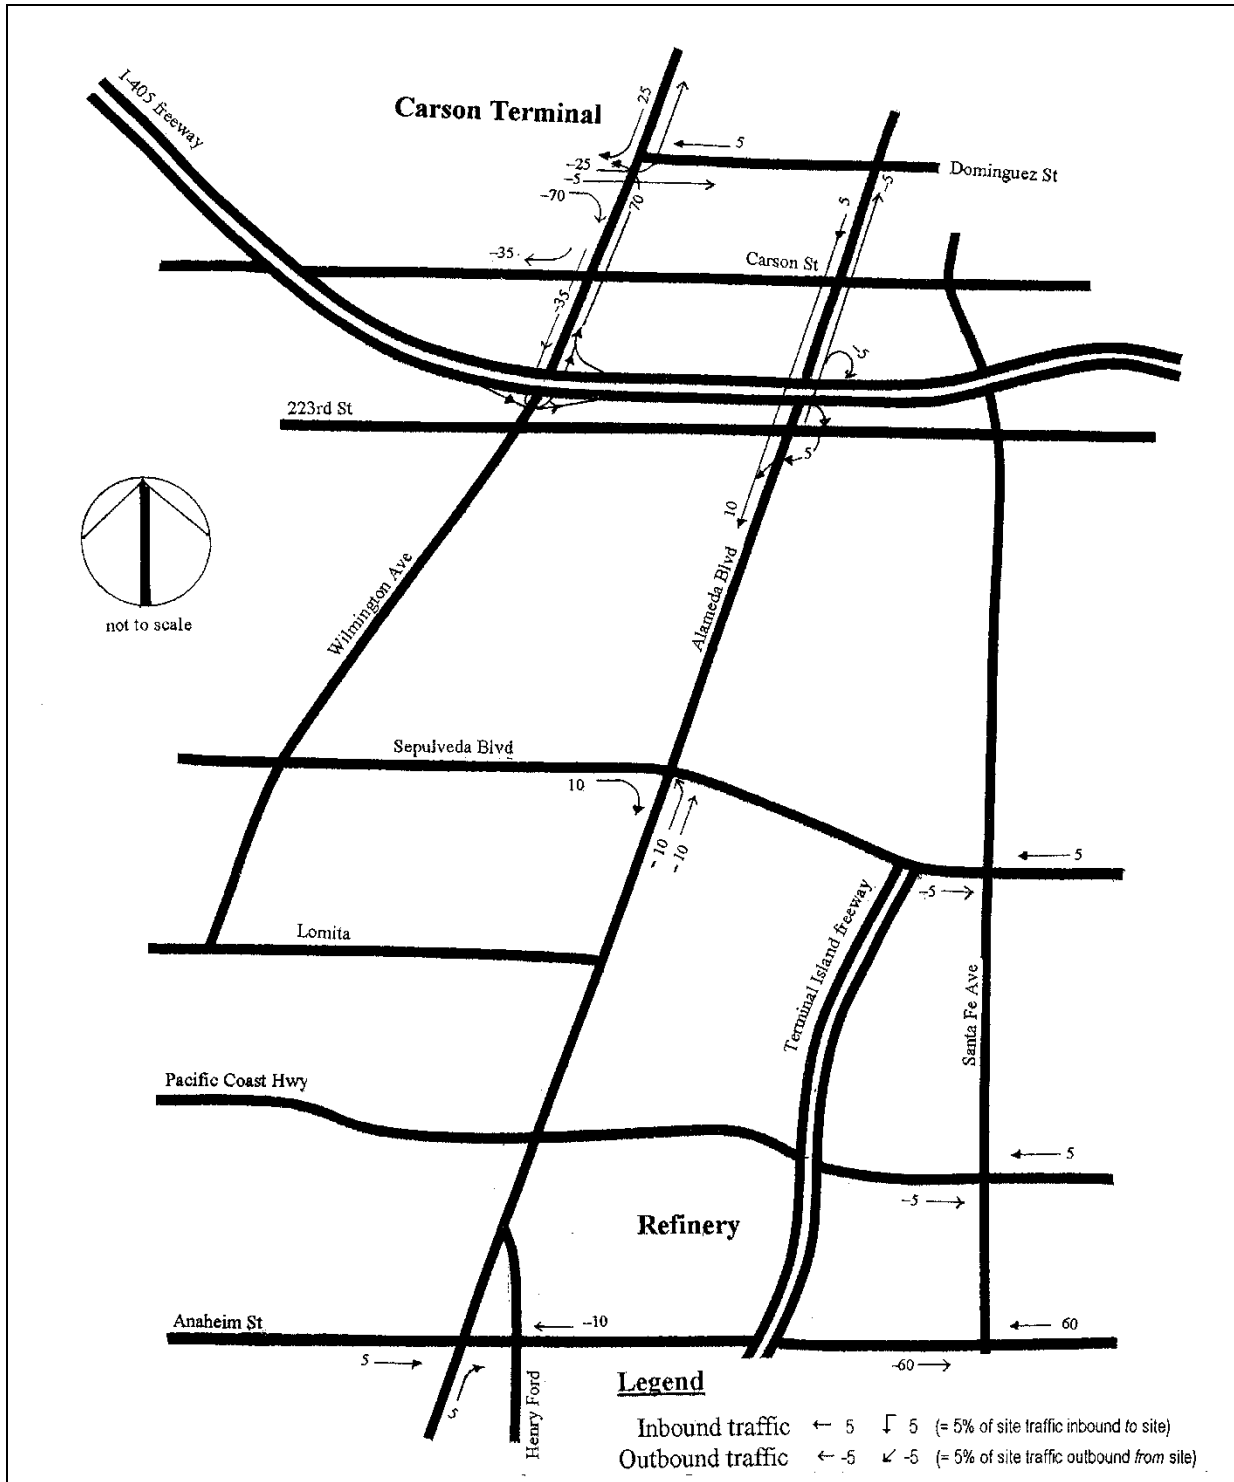 I-405 freeway
Carson Terminal
25
5
-25
-5
-70
70
Dominguez St
5
-5
-35
Carson St
-35
-5
223rd St
5
10
not to scale
Wilmington Ave
Alameda Blvd
Sepulveda Blvd
10
-10
-10
5
-5
Terminal Island freeway
Lomita
Santa Fe Ave
Pacific Coast Hwy
5
-5
Refinery
Anaheim St
-10
60
5
-60
5
Henry Ford
Legend
Inbound traffic ← 5 5 (= 5% of site traffic inbound to site)
Outbound traffic ← -5 ↙ -5 (= 5% of site traffic outbound from site)